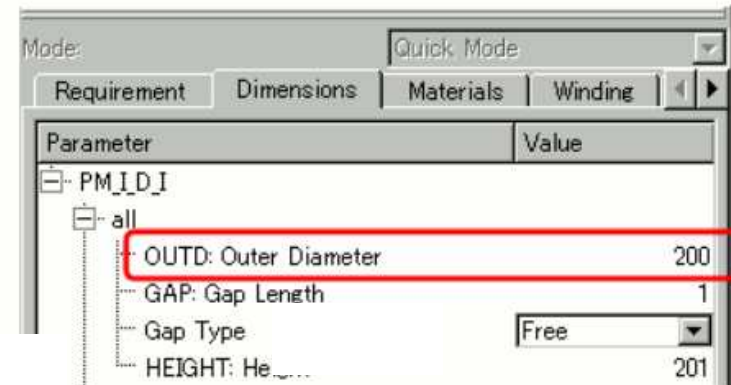 Mode: Quick Mode
Requirement Dimensions Materials Winding
Parameter Value
PM_I_D_I
all
OUTD: Outer Diameter 200
GAP: Gap Length 1
Gap Type Free
HEIGHT: 201